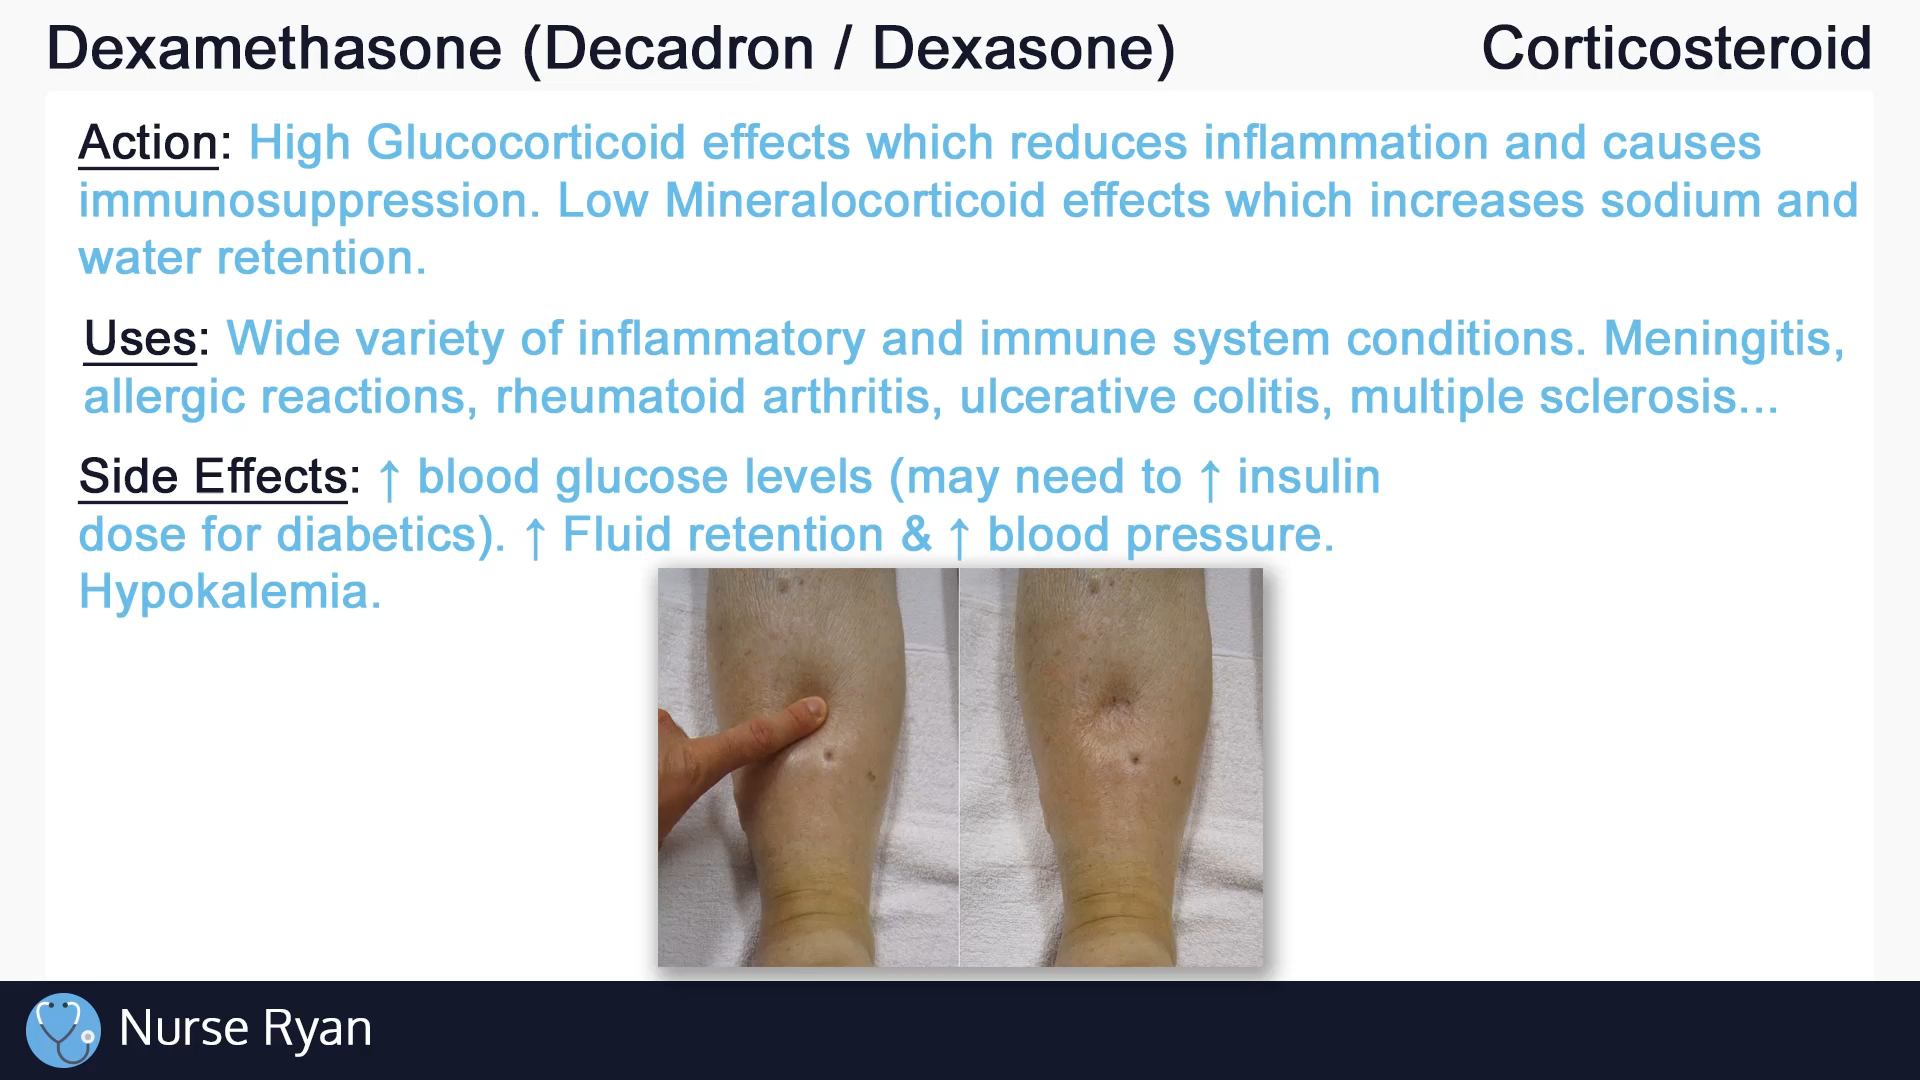 Dexamethasone (Decadron / Dexasone) Corticosteroid
Action: High Glucocorticoid effects which reduces inflammation and causes
immunosuppression. Low Mineralocorticoid effects which increases sodium and
water retention.
Uses: Wide variety of inflammatory and immune system conditions. Meningitis,
allergic reactions, rheumatoid arthritis, ulcerative colitis, multiple sclerosis...
Side Effects: ↑ blood glucose levels (may need to ↑ insulin
dose for diabetics). ↑ Fluid retention & ↑ blood pressure.
Hypokalemia.
Nurse Ryan